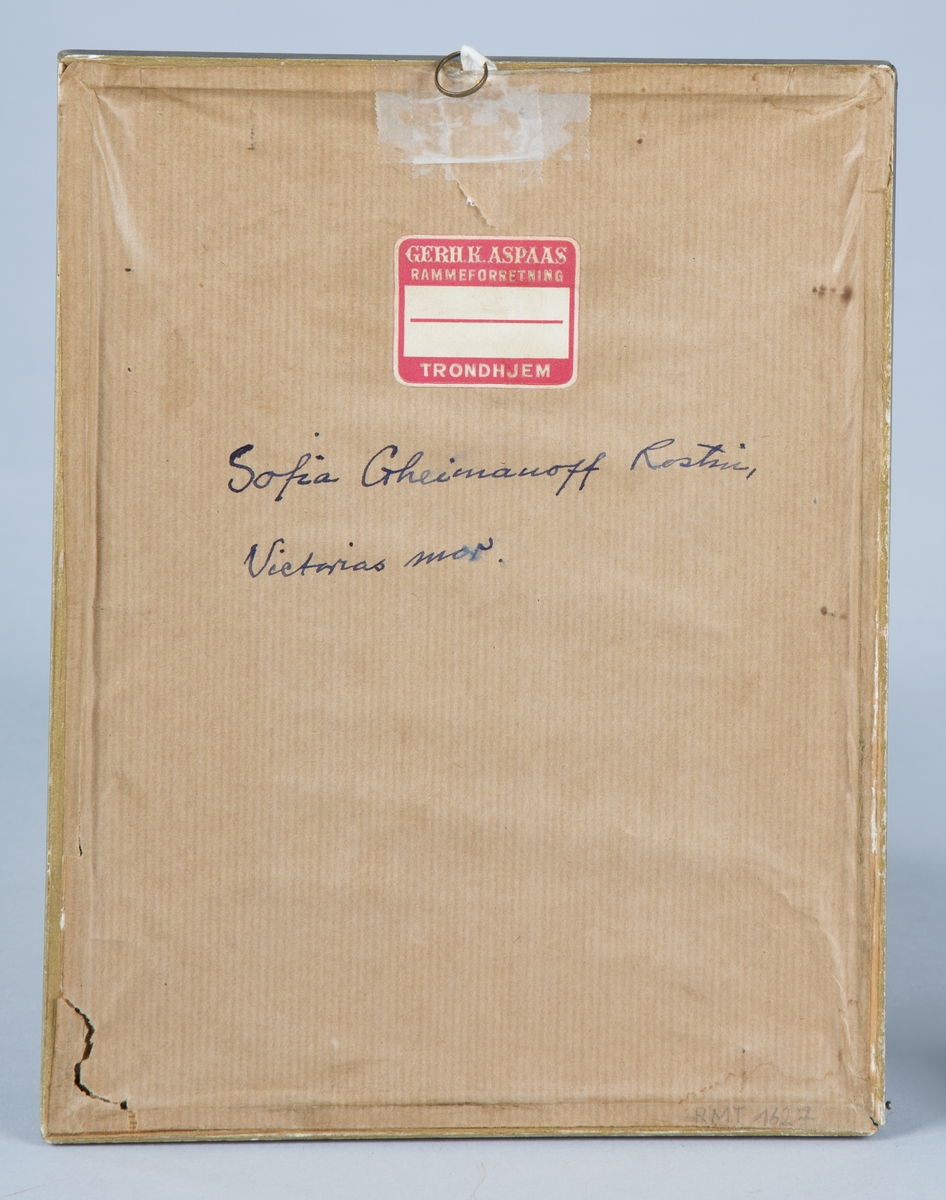 GERH.K. ASPAAS
RAMMEFORRETNING
TRONDHJEM
Sofia Gheimanoff Rostin,
Victorias mor.
RMT 1627